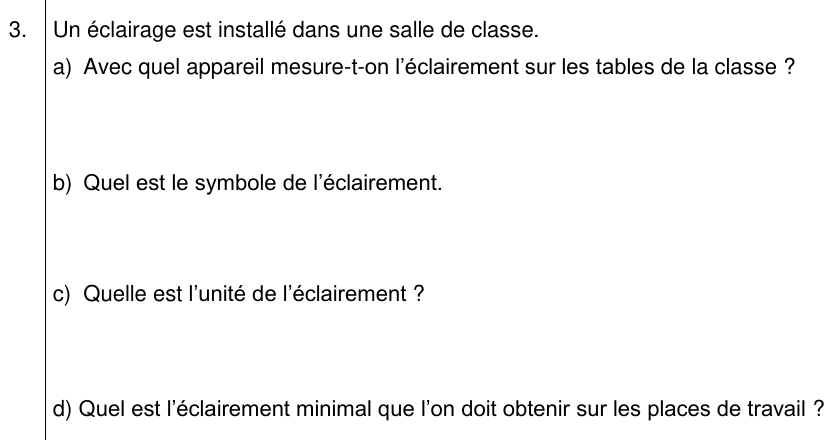 3. Un éclairage est installé dans une salle de classe.
a) Avec quel appareil mesure-t-on l'éclairement sur les tables de la classe ?
b) Quel est le symbole de l'éclairement.
c) Quelle est l'unité de l'éclairement ?
d) Quel est l'éclairement minimal que l'on doit obtenir sur les places de travail ?